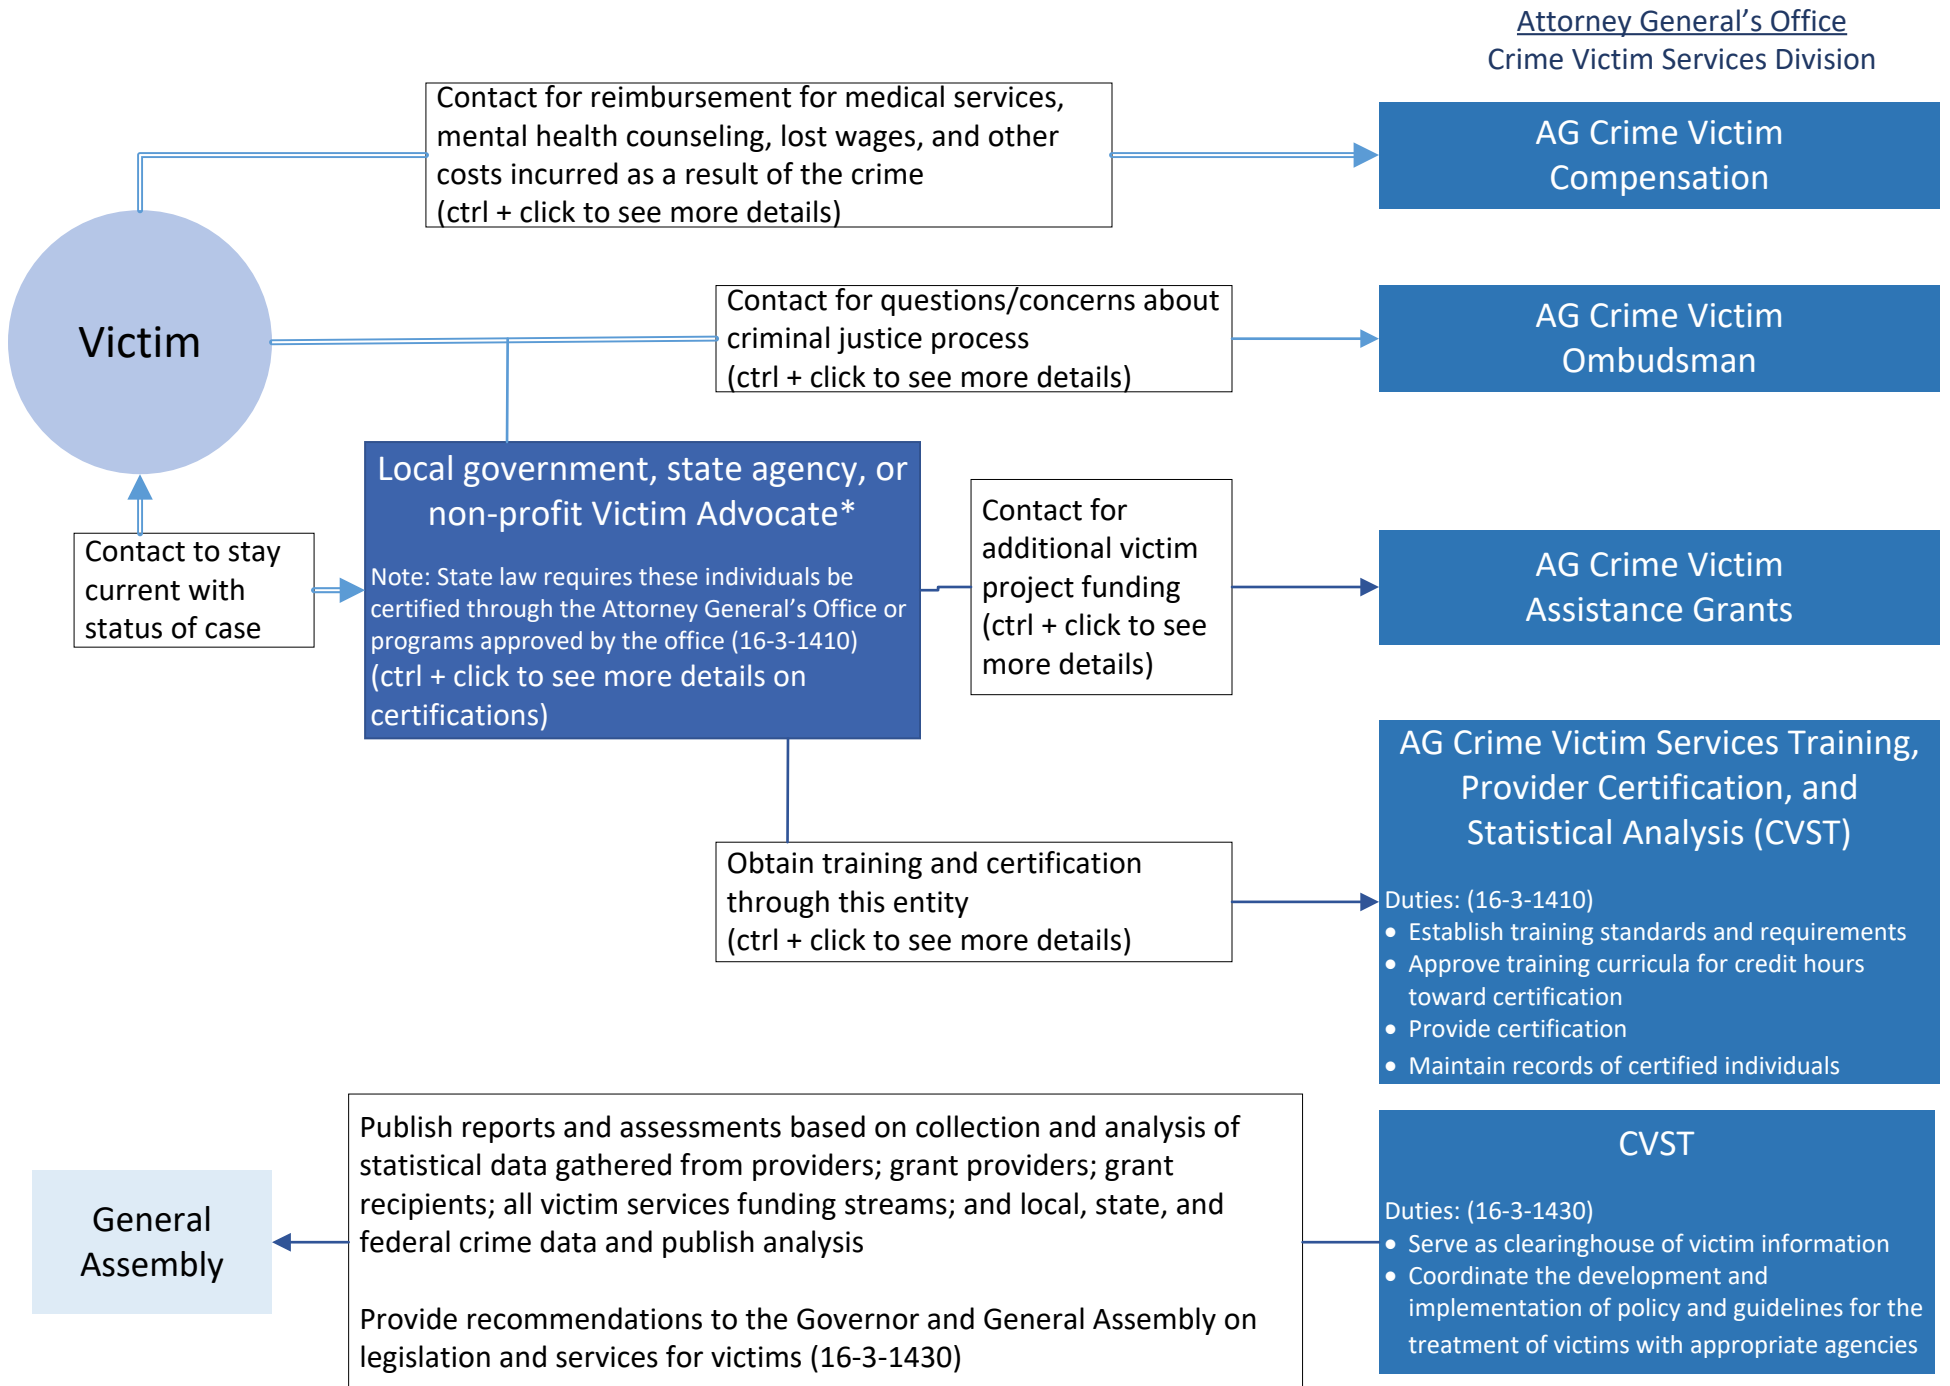 Attorney General’s Office
Crime Victim Services Division
Contact for reimbursement for medical services,
mental health counseling, lost wages, and other
costs incurred as a result of the crime
(ctrl + click to see more details)
AG Crime Victim
Compensation
Victim
Contact for questions/concerns about
criminal justice process
(ctrl + click to see more details)
AG Crime Victim
Ombudsman
Contact to stay
current with
status of case
Local government, state agency, or
non-profit Victim Advocate*
Note: State law requires these individuals be
certified through the Attorney General’s Office or
programs approved by the office (16-3-1410)
(ctrl + click to see more details on
certifications)
Contact for
additional victim
project funding
(ctrl + click to see
more details)
AG Crime Victim
Assistance Grants
Obtain training and certification
through this entity
(ctrl + click to see more details)
AG Crime Victim Services Training,
Provider Certification, and
Statistical Analysis (CVST)
Duties: (16-3-1410)
• Establish training standards and requirements
• Approve training curricula for credit hours
toward certification
• Provide certification
• Maintain records of certified individuals
General
Assembly
Publish reports and assessments based on collection and analysis of
statistical data gathered from providers; grant providers; grant
recipients; all victim services funding streams; and local, state, and
federal crime data and publish analysis
Provide recommendations to the Governor and General Assembly on
legislation and services for victims (16-3-1430)
CVST
Duties: (16-3-1430)
• Serve as clearinghouse of victim information
• Coordinate the development and
implementation of policy and guidelines for the
treatment of victims with appropriate agencies